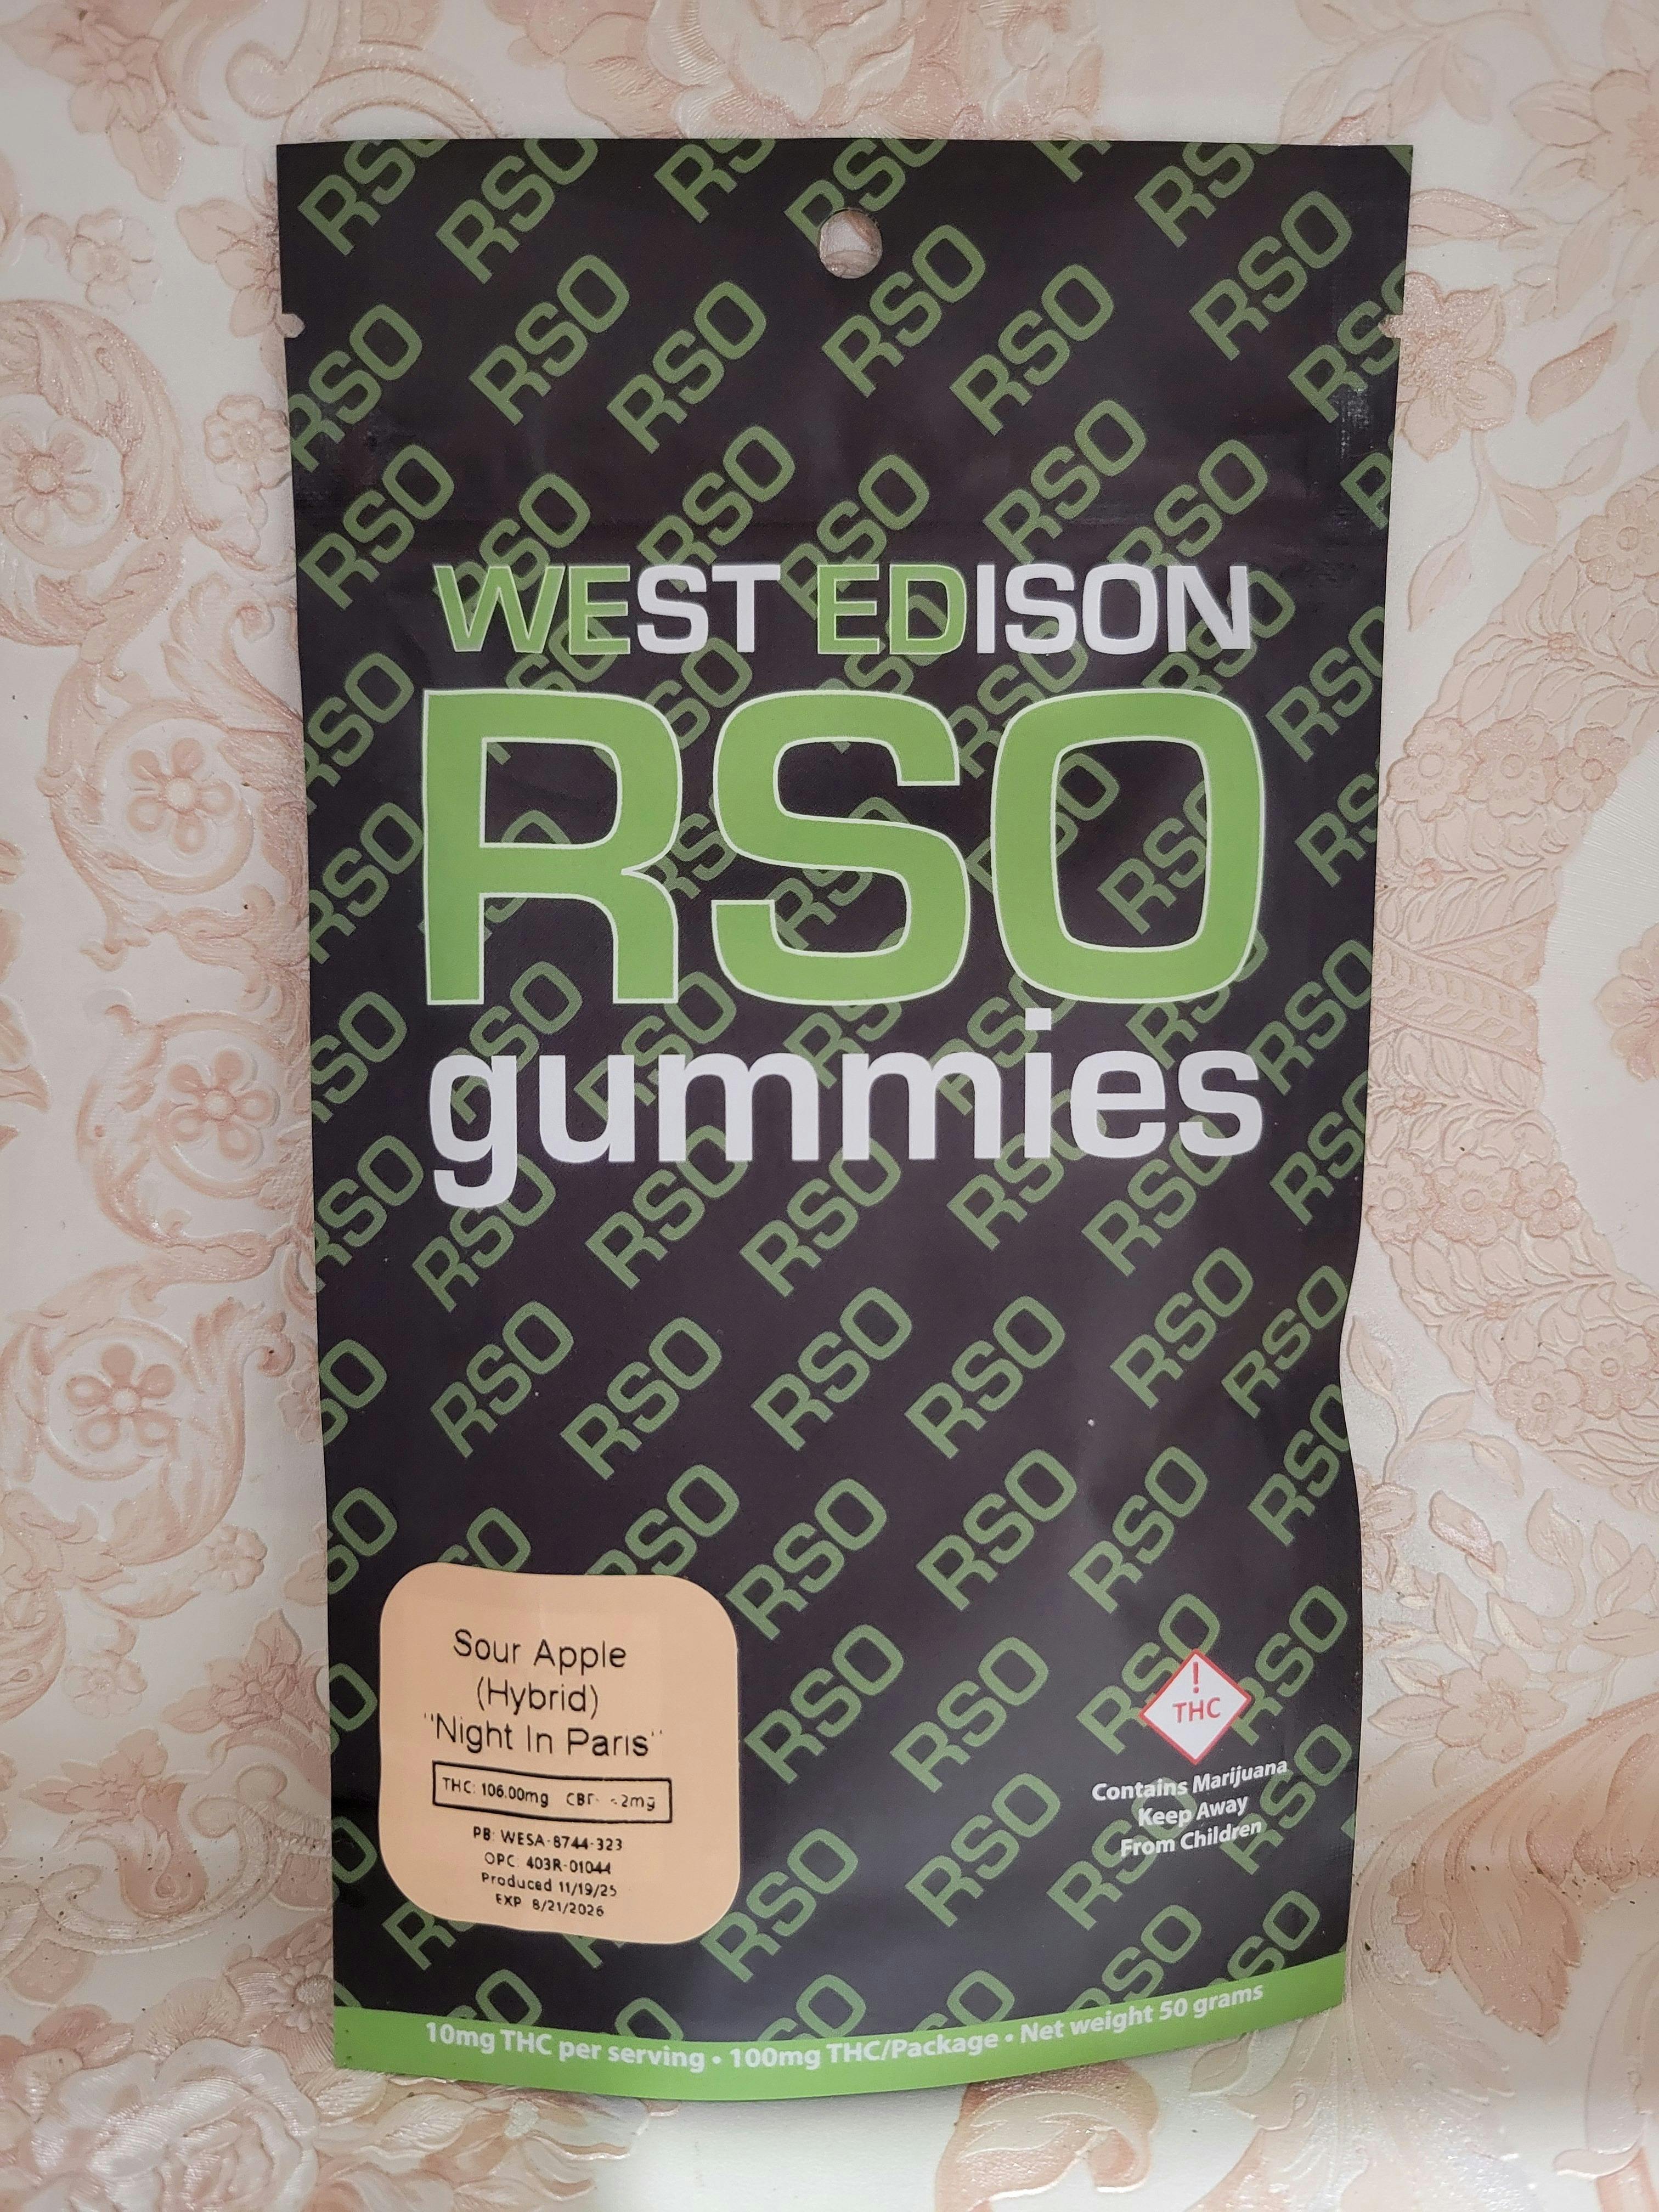 WEST EDISON
RSO
gummies
Sour Apple
(Hybrid)
"Night In Paris"
THC: 106.00mg <2mg
PB: WESA-8744-323
OPC: 403R-01044
Produced 11/19/25
EXP 8/21/2026
!
THC
Contains Marijuana
Keep Away
From Children
10mg THC per serving • 100mg THC/Package • Net weight 50 grams